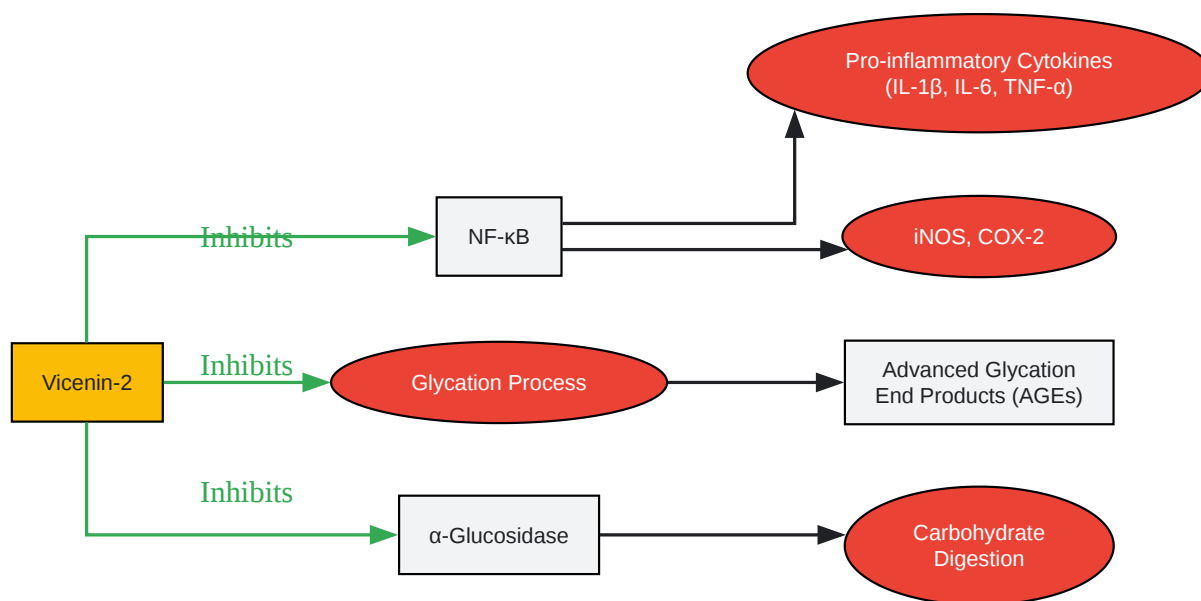 Pro-inflammatory Cytokines
(IL-1β, IL-6, TNF-α)
Inhibits
NF-κB
iNOS, COX-2
Vicenin-2
Inhibits
Glycation Process
Advanced Glycation
End Products (AGEs)
Inhibits
α-Glucosidase
Carbohydrate
Digestion